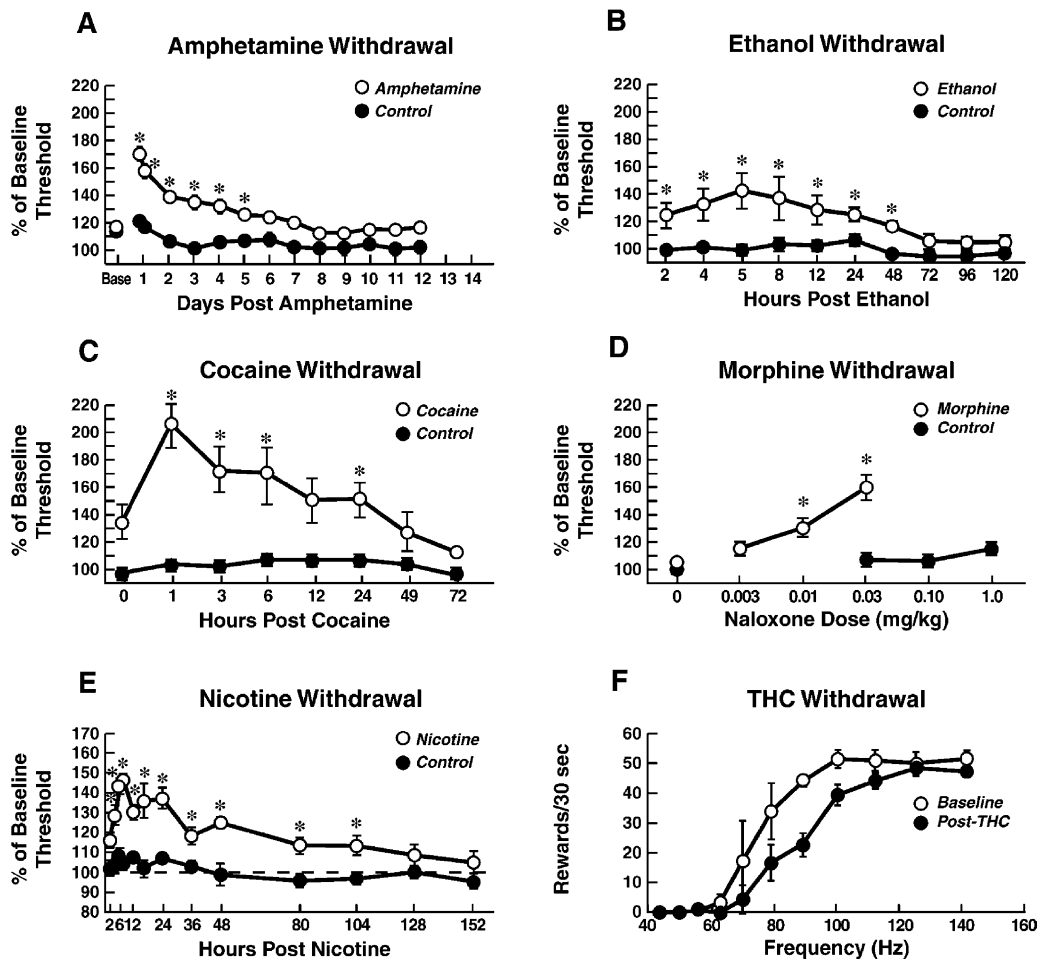 A
Amphetamine Withdrawal
% of Baseline
Threshold
220
200
180
160
140
120
100
Amphetamine
Control
* * * * * *
Base 1 2 3 4 5 6 7 8 9 10 11 12 13 14
Days Post Amphetamine
B
Ethanol Withdrawal
% of Baseline
Threshold
220
200
180
160
140
120
100
Ethanol
Control
* * * * * * *
2 4 5 8 12 24 48 72 96 120
Hours Post Ethanol
C
Cocaine Withdrawal
% of Baseline
Threshold
220
200
180
160
140
120
100
Cocaine
Control
* * * *
0 1 3 6 12 24 49 72
Hours Post Cocaine
D
Morphine Withdrawal
% of Baseline
Threshold
220
200
180
160
140
120
100
Morphine
Control
* *
0 0.003 0.01 0.03 0.10 1.0
Naloxone Dose (mg/kg)
E
Nicotine Withdrawal
% of Baseline
Threshold
170
160
150
140
130
120
110
100
90
80
Nicotine
Control
* * * * * * * * * *
2 6 12 24 36 48 80 104 128 152
Hours Post Nicotine
F
THC Withdrawal
Rewards/30 sec
60
50
40
30
20
10
0
Baseline
Post-THC
40 60 80 100 120 140 160
Frequency (Hz)